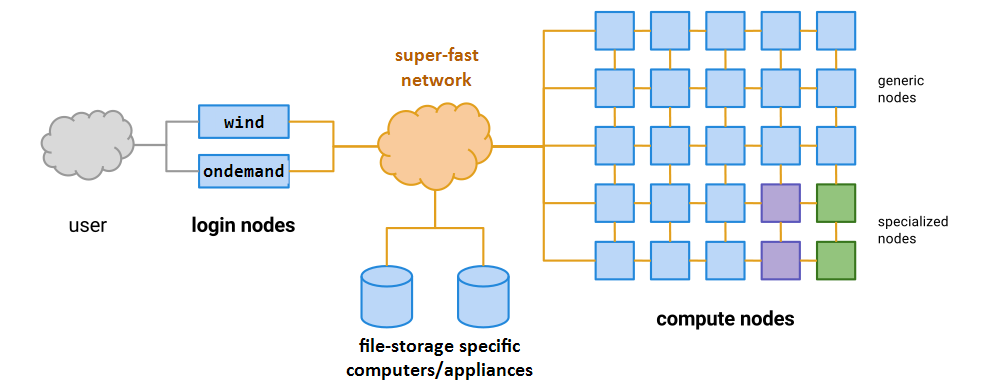 super-fast
network
wind
ondemand
user
login nodes
file-storage specific
computers/appliances
generic
nodes
specialized
nodes
compute nodes